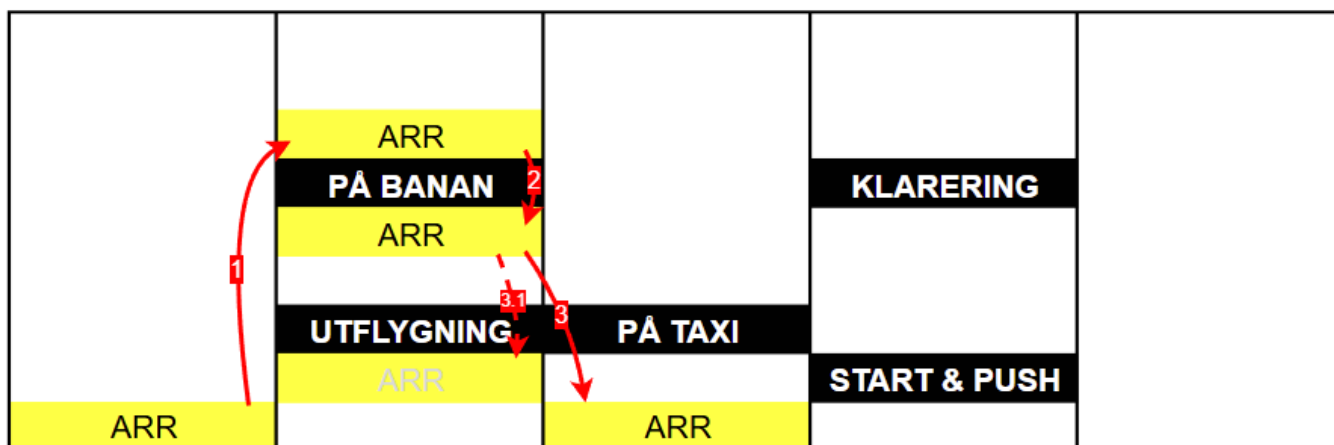 ARR
PÅ BANAN
KLARERING
2
ARR
1
3.1
3
UTFLYGNING
PÅ TAXI
ARR
START & PUSH
ARR
ARR